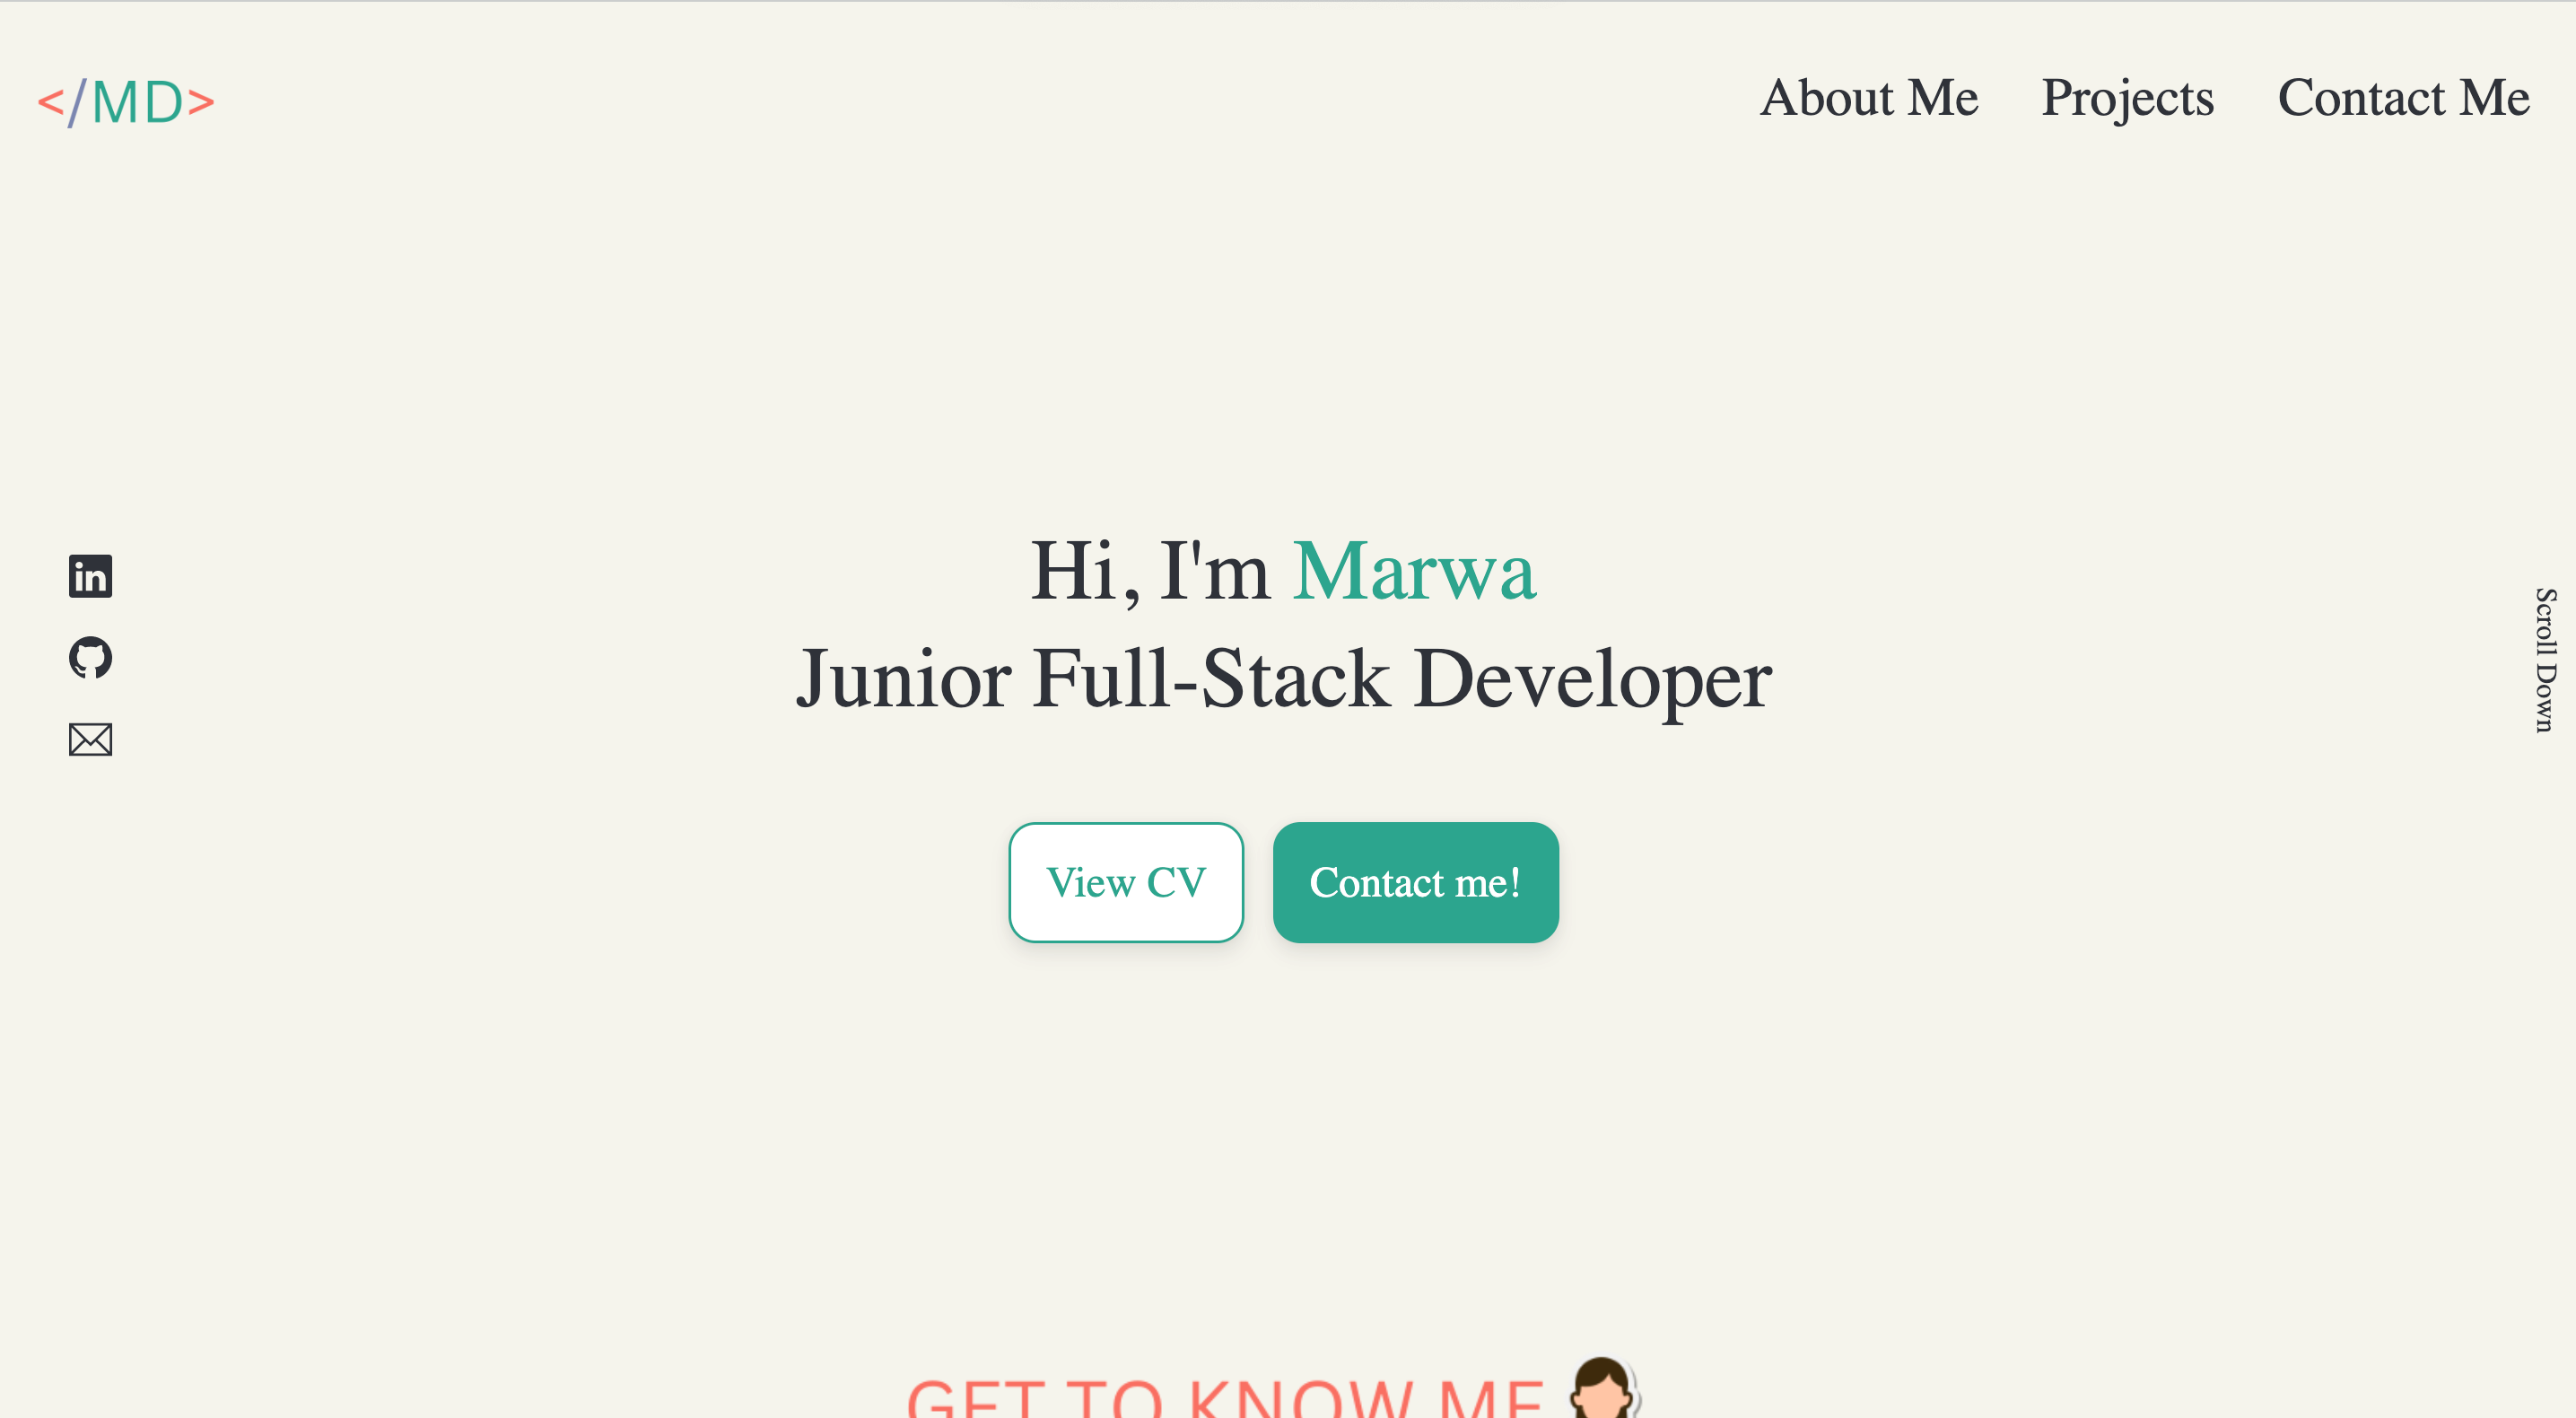 </MD>
About Me Projects Contact Me
Hi, I'm Marwa
Junior Full-Stack Developer
in
Scroll Down
View CV Contact me!
GET TO KNOW ME